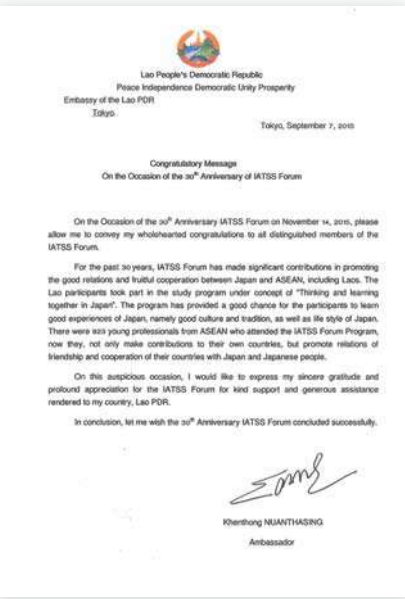 Lao People's Democratic Republic
Peace Independence Democratic Unity Prosperity
Embassy of the Lao PDR
Tokyo
Tokyo, September 7, 2015
Congratulatory Message
On the Occasion of the 30th Anniversary of IATSS Forum
On the Occasion of the 30th Anniversary IATSS Forum on November 14, 2015, please
allow me to convey my wholehearted congratulations to all distinguished members of the
IATSS Forum.
For the past 30 years, IATSS Forum has made significant contributions in promoting
the good relations and fruitful cooperation between Japan and ASEAN, including Laos. The
Lao participants took part in the study program under concept of "Thinking and learning
together in Japan". The program has provided a good chance for the participants to learn
good experiences of Japan, namely good culture and tradition, as well as life style of Japan.
There were young professionals from ASEAN who attended the IATSS Forum Program,
now they, not only make contributions to their own countries, but promote relations of
friendship and cooperation of their countries with Japan and Japanese people.
On this auspicious occasion, I would like to express my sincere gratitude and
profound appreciation for the IATSS Forum for kind support and generous assistance
rendered to my country, Lao PDR.
In conclusion, let me wish the 30th Anniversary IATSS Forum concluded successfully.
Khenthong NUANTHASING
Ambassador